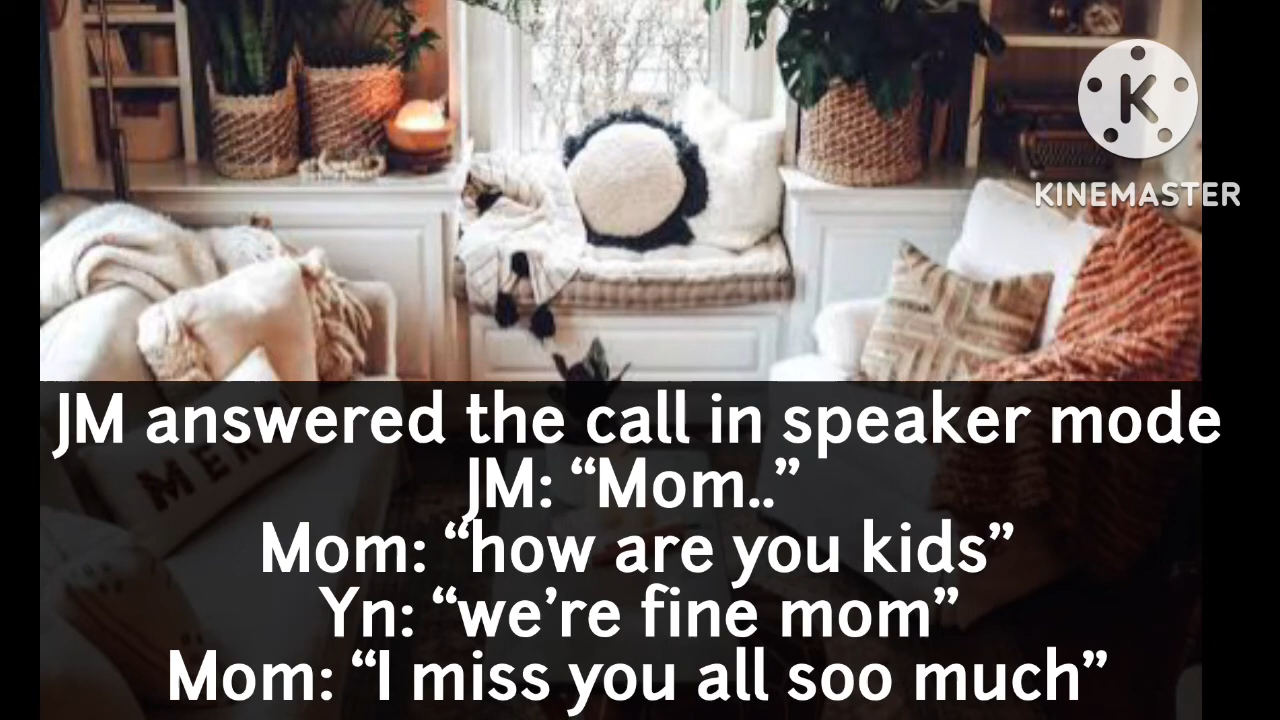 K
KINEMASTER
JM answered the call in speaker mode
JM: “Mom..”
Mom: “how are you kids”
Yn: “we’re fine mom”
Mom: “I miss you all soo much”